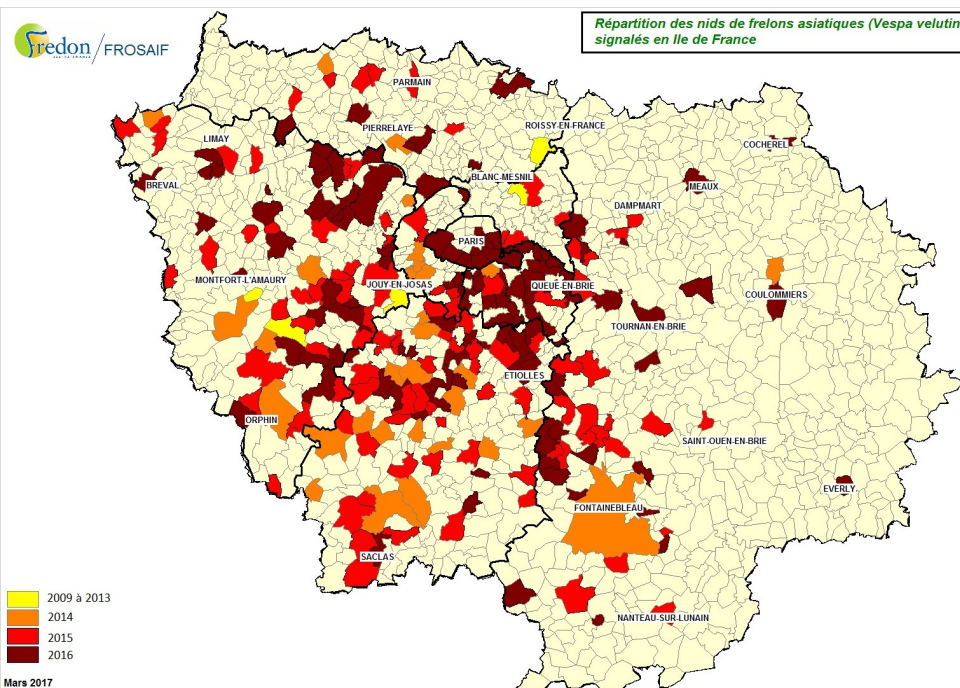 Répartition des nids de frelons asiatiques (Vespa velutin
signalés en Ile de France
fredon / FROSAIF
PARMAIN
PIERRELAYE
ROISSY-EN-FRANCE
LIMAY
COCHEREL
BREVAL
BLANC-MESNIL
MEAUX
DAMPMART
PARIS
MONTFORT-L'AMAURY
JOUY-EN-JOSAS
QUEUE-EN-BRIE
COULOMMIERS
TOURNAN-EN-BRIE
ETIOLLES
ORPHIN
SAINT-OUEN-EN-BRIE
EVERLY
FONTAINEBLEAU
SACLAS
NANTEAU-SUR-LUNAIN
2009 à 2013
2014
2015
2016
Mars 2017